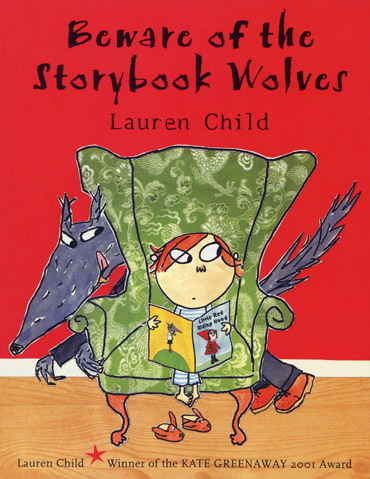 Beware of the
Storybook Wolves
Lauren Child
Little Red
Riding Hood
Lauren Child ★ Winner of the KATE GREENAWAY 2001 Award